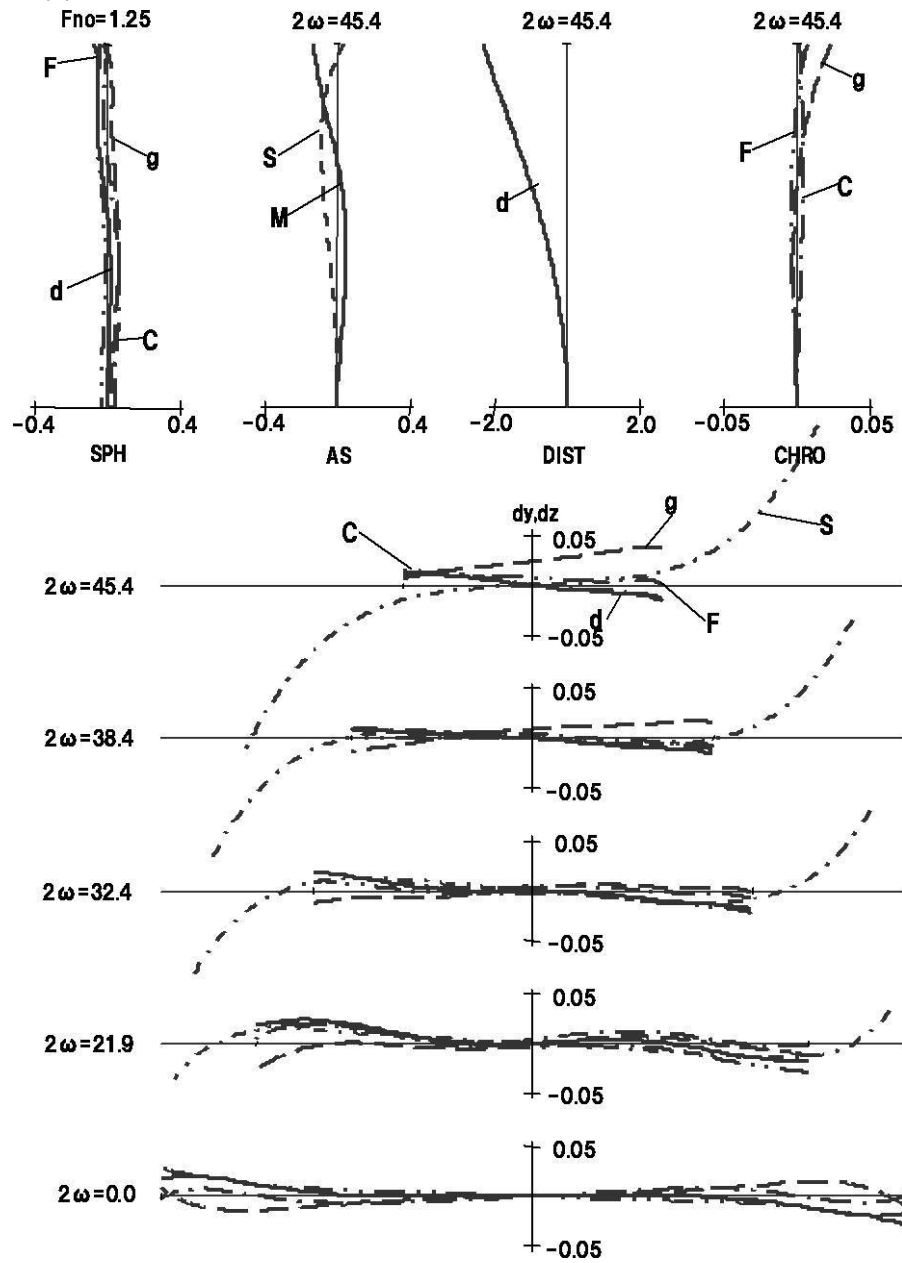 Fno=1.25
2ω=45.4
2ω=45.4
2ω=45.4
F
g
d
C
S
M
d
g
F
C
-0.4 0.4
-0.4 0.4
-2.0 2.0
-0.05 0.05
SPH
AS
DIST
CHRO
dy,dz
2ω=45.4
0.05
-0.05
C
g
S
d
F
2ω=38.4
0.05
-0.05
2ω=32.4
0.05
-0.05
2ω=21.9
0.05
-0.05
2ω=0.0
0.05
-0.05